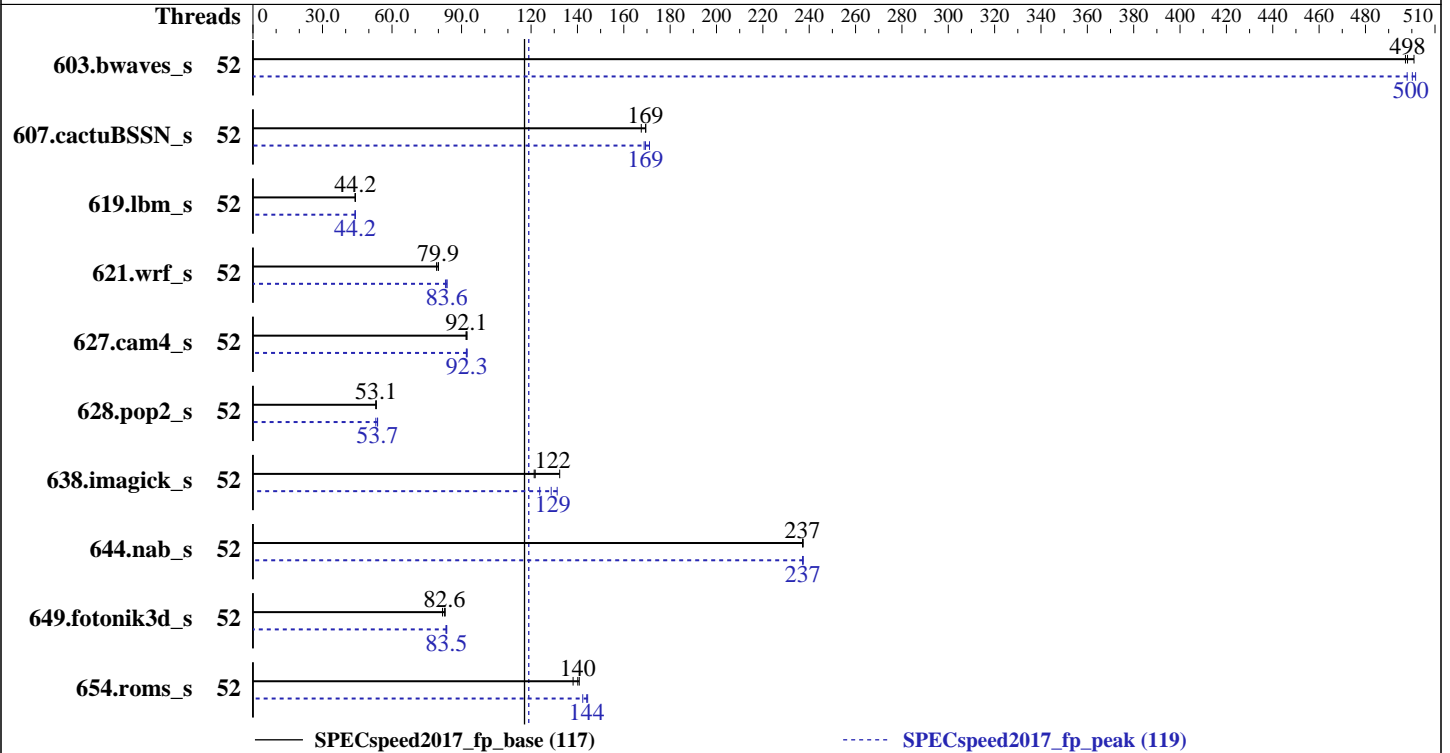 Threads 0 30.0 60.0 90.0 120 140 160 180 200 220 240 260 280 300 320 340 360 380 400 420 440 460 480 510
498
603.bwaves_s 52
500
169
607.cactuBSSN_s 52
169
44.2
619.lbm_s 52
44.2
79.9
621.wrf_s 52
83.6
92.1
627.cam4_s 52
92.3
53.1
628.pop2_s 52
53.7
122
638.imagick_s 52
129
237
644.nab_s 52
237
82.6
649.fotonik3d_s 52
83.5
140
654.roms_s 52
144
SPECspeed2017_fp_base (117) SPECspeed2017_fp_peak (119)